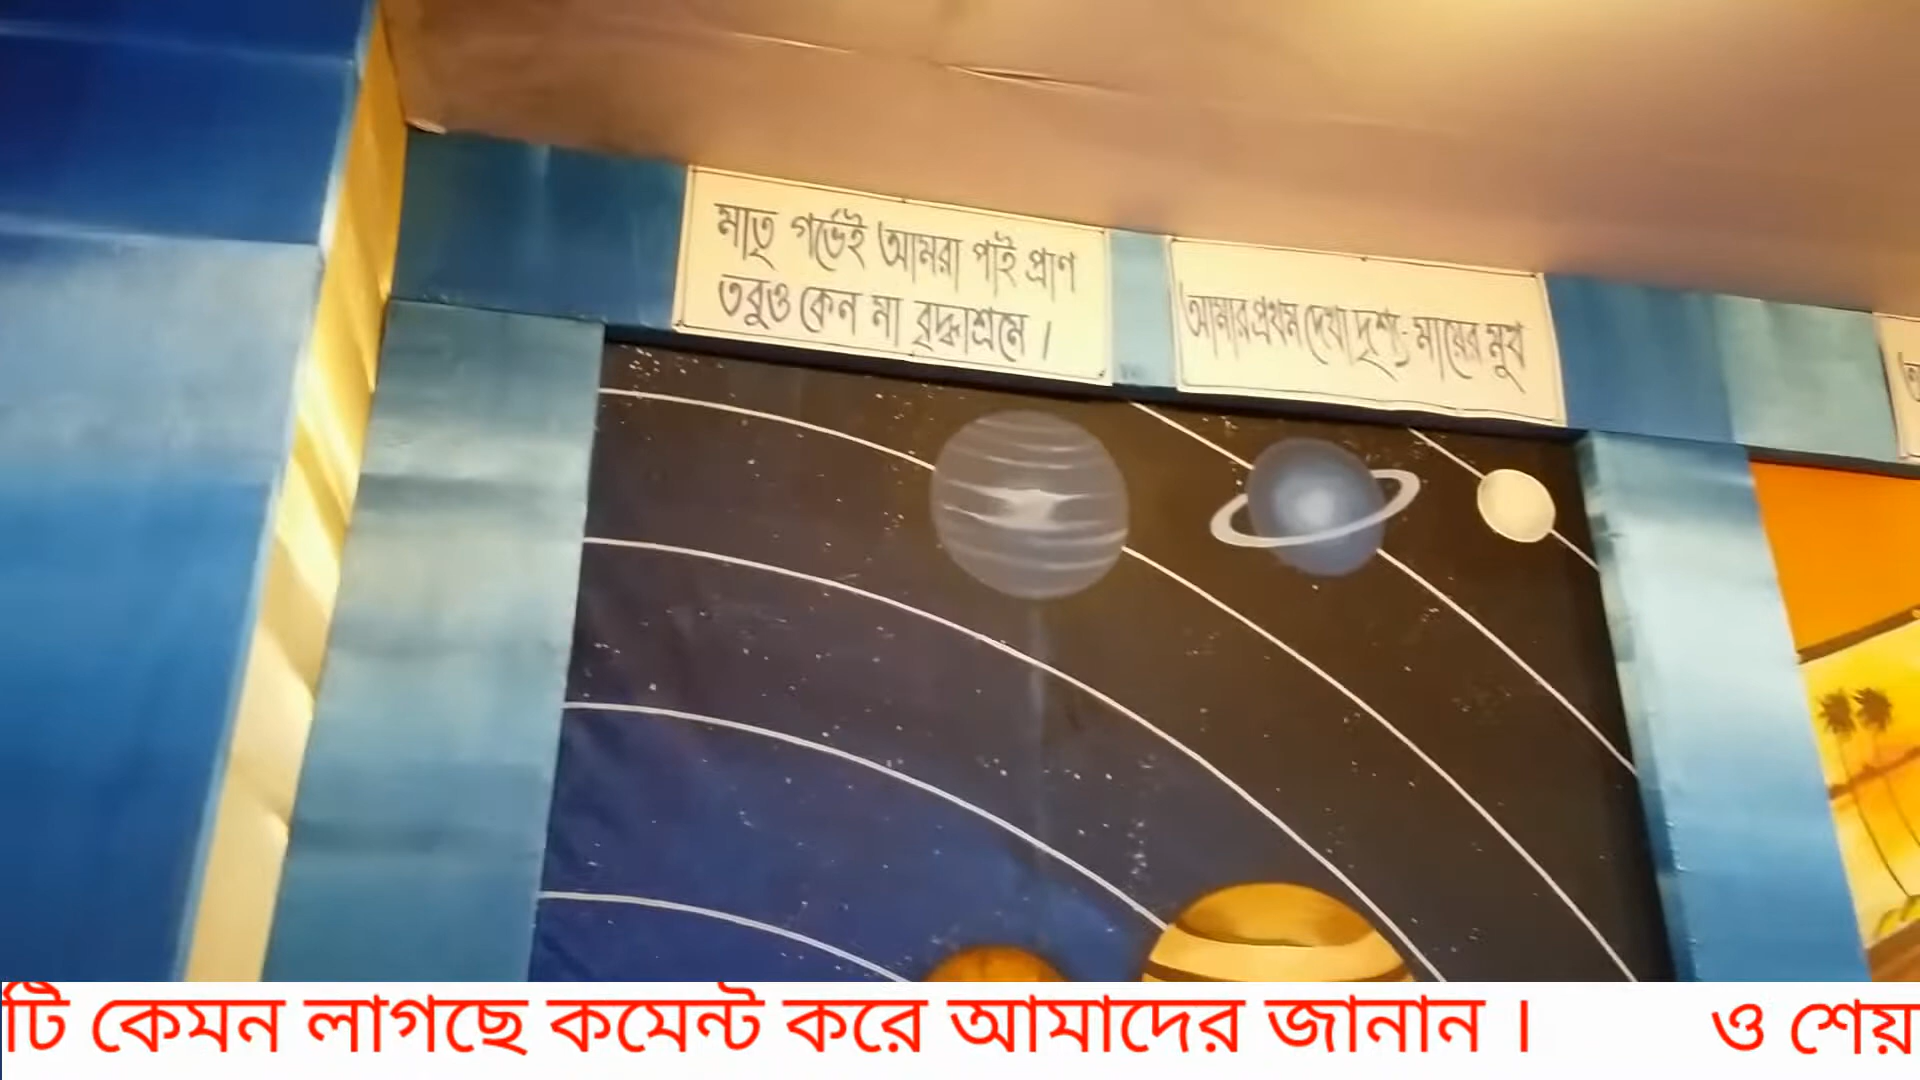 মাতৃ গর্ভেই আমরা পাই প্রাণ
তবুও কেন মা বৃদ্ধাশ্রমে ।
আমার প্রথম দেখা দৃশ্য- মায়ের মুখ
টি কেমন লাগছে কমেন্ট করে আমাদের জানান । ও শেয়